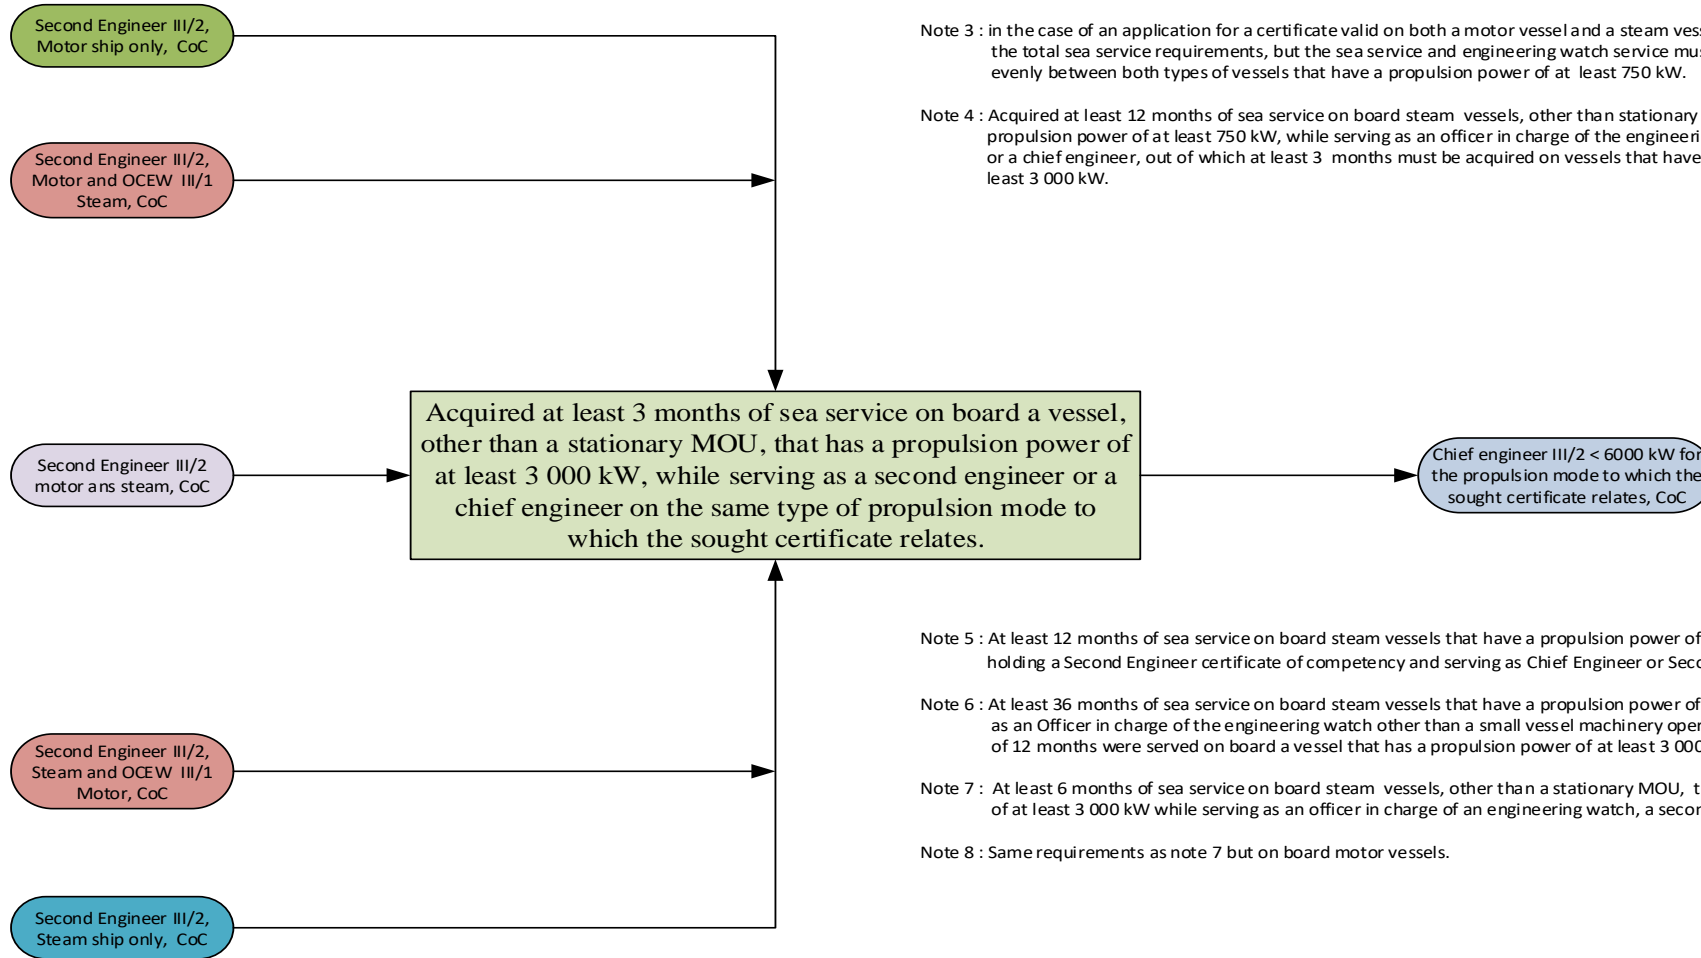 Second Engineer III/2,
Motor ship only, CoC
Second Engineer III/2,
Motor and OCEW III/1
Steam, CoC
Second Engineer III/2
motor ans steam, CoC
Second Engineer III/2,
Steam and OCEW III/1
Motor, CoC
Second Engineer III/2,
Steam ship only, CoC
Acquired at least 3 months of sea service on board a vessel,
other than a stationary MOU, that has a propulsion power of
at least 3 000 kW, while serving as a second engineer or a
chief engineer on the same type of propulsion mode to
which the sought certificate relates.
Chief engineer III/2 < 6000 kW for
the propulsion mode to which the
sought certificate relates, CoC
Note 3 : in the case of an application for a certificate valid on both a motor vessel and a steam
the total sea service requirements, but the sea service and engineering watch service
evenly between both types of vessels that have a propulsion power of at least 750 kW.
Note 4 : Acquired at least 12 months of sea service on board steam vessels, other than stationary
propulsion power of at least 750 kW, while serving as an officer in charge of the
or a chief engineer, out of which at least 3 months must be acquired on vessels that have
least 3 000 kW.
Note 5 : At least 12 months of sea service on board steam vessels that have a propulsion power of
holding a Second Engineer certificate of competency and serving as Chief Engineer or
Note 6 : At least 36 months of sea service on board steam vessels that have a propulsion power of
as an Officer in charge of the engineering watch other than a small vessel machinery
of 12 months were served on board a vessel that has a propulsion power of at least 3 000
Note 7 : At least 6 months of sea service on board steam vessels, other than a stationary MOU,
of at least 3 000 kW while serving as an officer in charge of an engineering watch, a
Note 8 : Same requirements as note 7 but on board motor vessels.